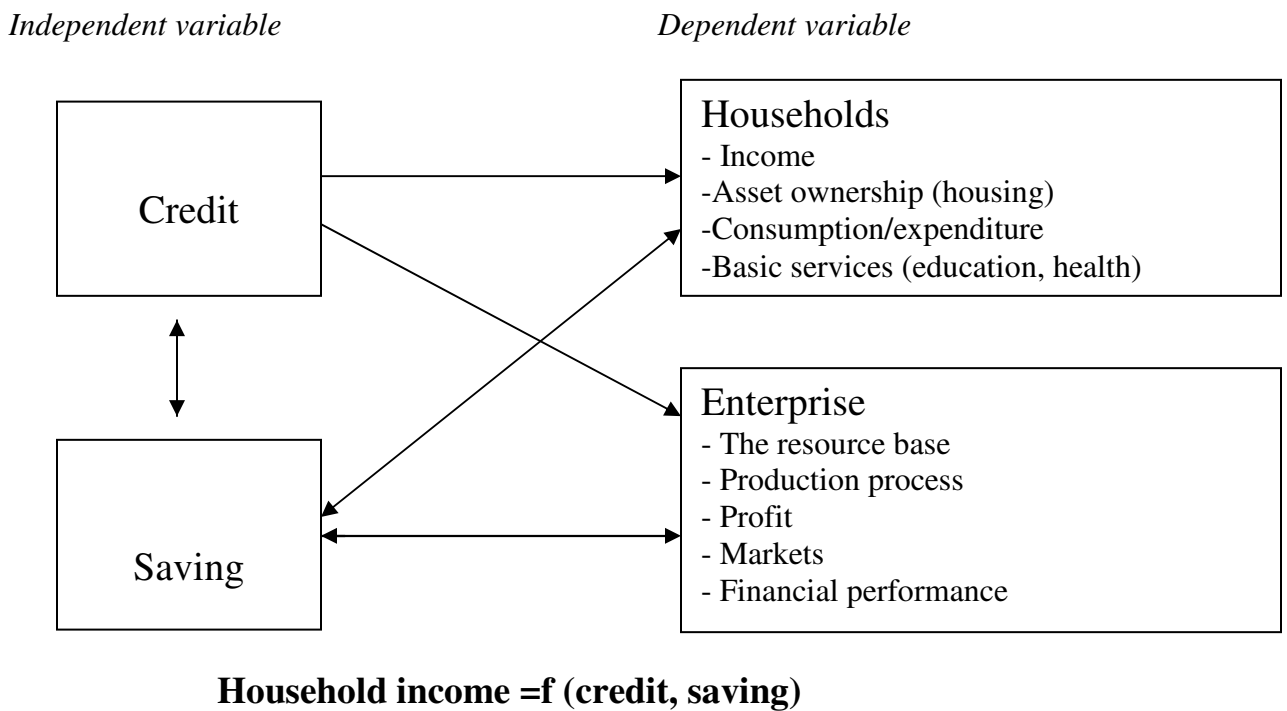 Independent variable
Dependent variable
Credit
Saving
Households
- Income
-Asset ownership (housing)
-Consumption/expenditure
-Basic services (education, health)
Enterprise
- The resource base
- Production process
- Profit
- Markets
- Financial performance
Household income =f (credit, saving)